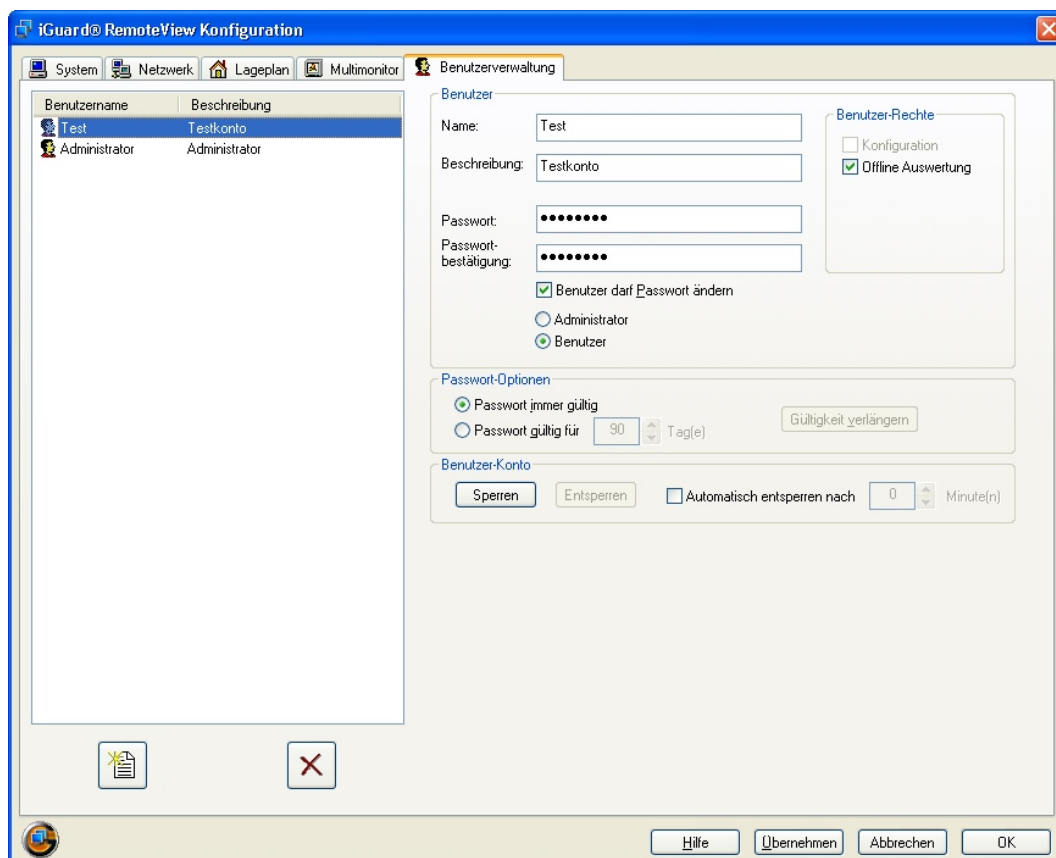 iGuard® RemoteView Konfiguration
System Netzwerk Lageplan Multimonitor Benutzerverwaltung
Benutzername Beschreibung
Test Testkonto
Administrator Administrator
Benutzer
Name: Test
Beschreibung: Testkonto
Passwort: ●●●●●●●●
Passwort-
bestätigung: ●●●●●●●●
Benutzer darf Passwort ändern
Administrator
Benutzer
Benutzer-Rechte
Konfiguration
Offline Auswertung
Passwort-Optionen
Passwort immer gültig
Passwort gültig für 90 Tag(e)
Gültigkeit verlängern
Benutzer-Konto
Sperren Entsperren Automatisch entsperren nach 0 Minute(n)
Hilfe Übernehmen Abbrechen OK